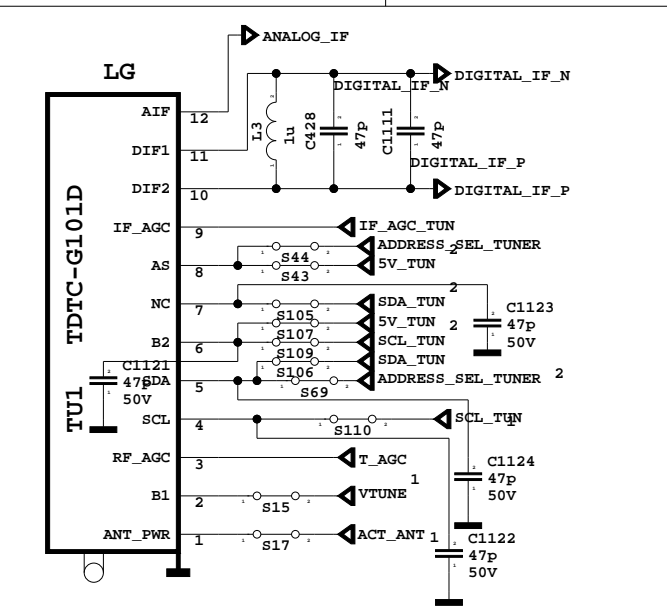 ANALOG_IF
LG
DIGITAL_IF_N
DIGITAL_IF_N
AIF
12
L3
1u
C428
47p
C1111
47p
DIF1
11
DIGITAL_IF_P
DIF2
10
DIGITAL_IF_P
TDTC-G101D
TU1
IF_AGC
9
IF_AGC_TUN
ADDRESS_SEL_TUNER
2
S44
AS
8
5V_TUN
S43
2
NC
7
SDA_TUN
S105
C1123
47p
50V
5V_TUN
2
S107
B2
6
SCL_TUN
S109
SDA_TUN
S106
C1121
47p
50V
SDA
5
ADDRESS_SEL_TUNER
2
S69
SCL
4
SCL_TUN
1
S110
RF_AGC
3
T_AGC
1
C1124
47p
50V
B1
2
VTUNE
S15
ANT_PWR
1
ACT_ANT
1
S17
C1122
47p
50V